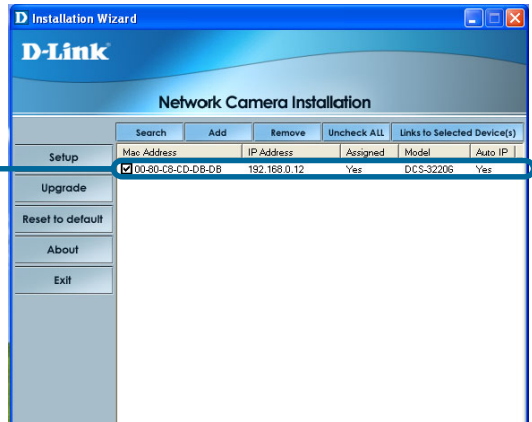 D Installation Wizard
D-Link
Network Camera Installation
Search Add Remove Uncheck ALL Links to Selected Device(s)
Mac Address IP Address Assigned Model Auto IP
00-80-C8-CD-DB-DB 192.168.0.12 Yes DCS-3220G Yes
Setup
Upgrade
Reset to default
About
Exit